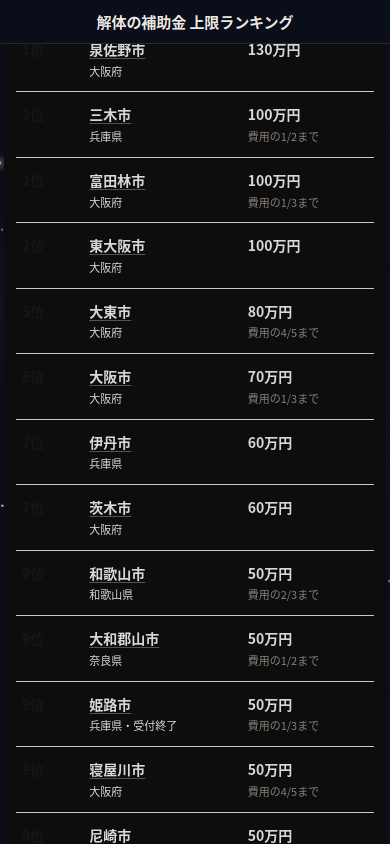 解体の補助金 上限ランキング
1位 泉佐野市 130万円
大阪府
2位 三木市 100万円
兵庫県 費用の1/2まで
2位 富田林市 100万円
大阪府 費用の1/3まで
2位 東大阪市 100万円
大阪府
5位 大東市 80万円
大阪府 費用の4/5まで
6位 大阪市 70万円
大阪府 費用の1/3まで
7位 伊丹市 60万円
兵庫県
7位 茨木市 60万円
大阪府
9位 和歌山市 50万円
和歌山県 費用の2/3まで
9位 大和郡山市 50万円
奈良県 費用の1/2まで
9位 姫路市 50万円
兵庫県・受付終了 費用の1/3まで
9位 寝屋川市 50万円
大阪府 費用の4/5まで
9位 尼崎市 50万円